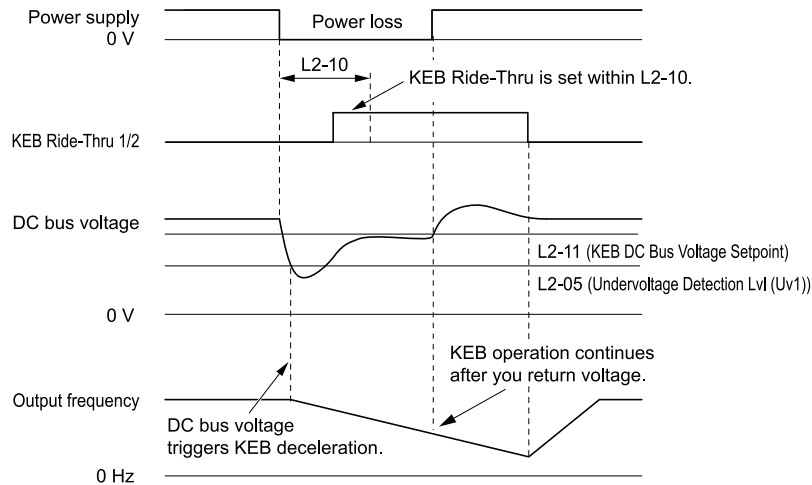 Power supply
0 V
Power loss
L2-10
KEB Ride-Thru is set within L2-10.
KEB Ride-Thru 1/2
DC bus voltage
L2-11 (KEB DC Bus Voltage Setpoint)
L2-05 (Undervoltage Detection Lvl (Uv1))
0 V
KEB operation continues
after you return voltage.
Output frequency
DC bus voltage
triggers KEB deceleration.
0 Hz